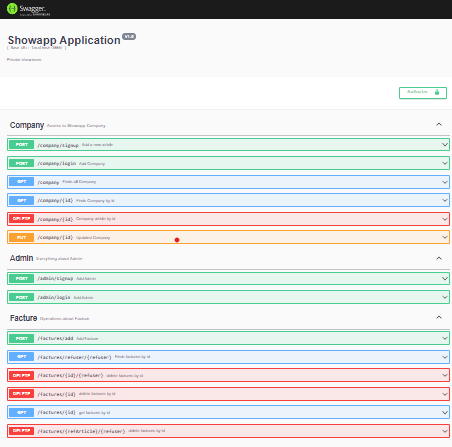 Swagger.
Showapp Application v1.0
[ Base URL: localhost:8080/ ]
Private showroom
Authorize
Company Access to Showapp Company
POST /company/signup Add a new article
POST /company/login Add Company
GET /company Finds all Company
GET /company/{id} Finds Company by id
DELETE /company/{id} Company article by id
PUT /company/{id} Updated Company
Admin Everything about Admin
POST /admin/signup Add Admin
POST /admin/login Add Admin
Facture Operations about Facture
POST /factures/add Add Facture
GET /factures/refuser/{refuser} Finds factures by id
DELETE /factures/{id}/{refuser} delete factures by id
DELETE /factures/{id} delete factures by id
GET /factures/{id} get factures by id
DELETE /factures/{refArticle}/{refuser} delete factures by id